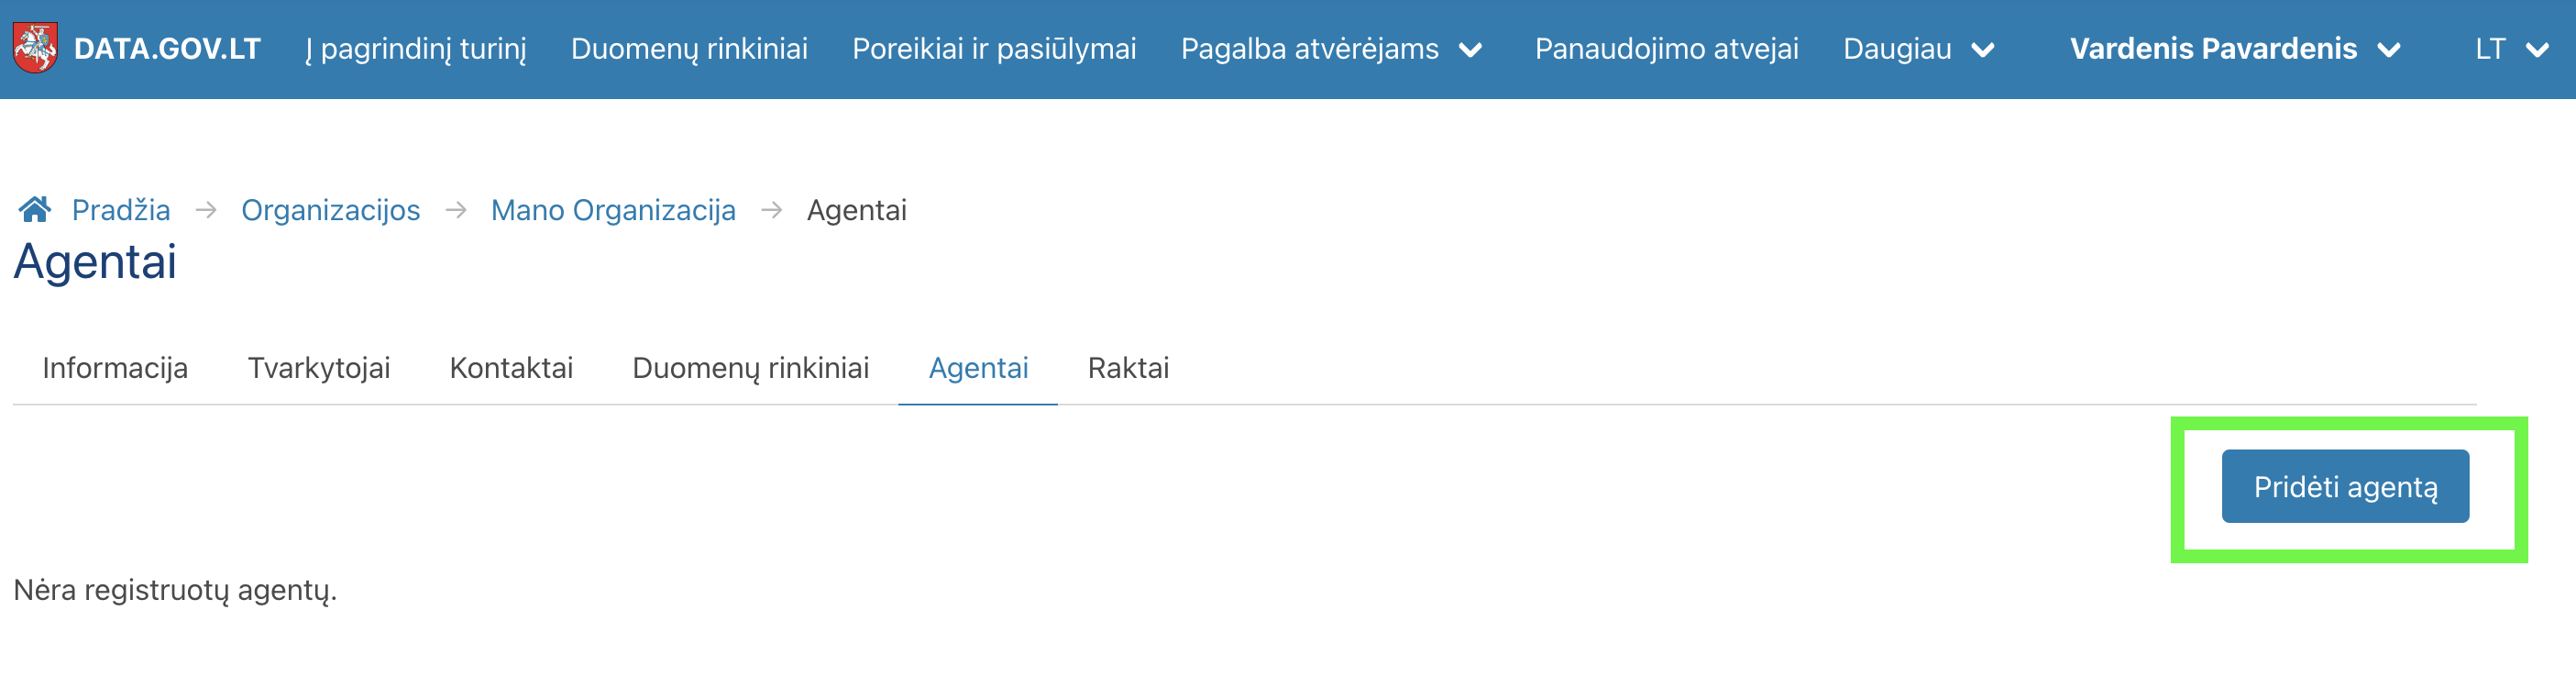 DATA.GOV.LT Į pagrindinį turinį Duomenų rinkiniai Poreikiai ir pasiūlymai Pagalba atvėrėjams Panaudojimo atvejai Daugiau Vardenis Pavardenis LT
Pradžia → Organizacijos → Mano Organizacija → Agentai
Agentai
Informacija Tvarkytojai Kontaktai Duomenų rinkiniai Agentai Raktai
Pridėti agentą
Nėra registruotų agentų.